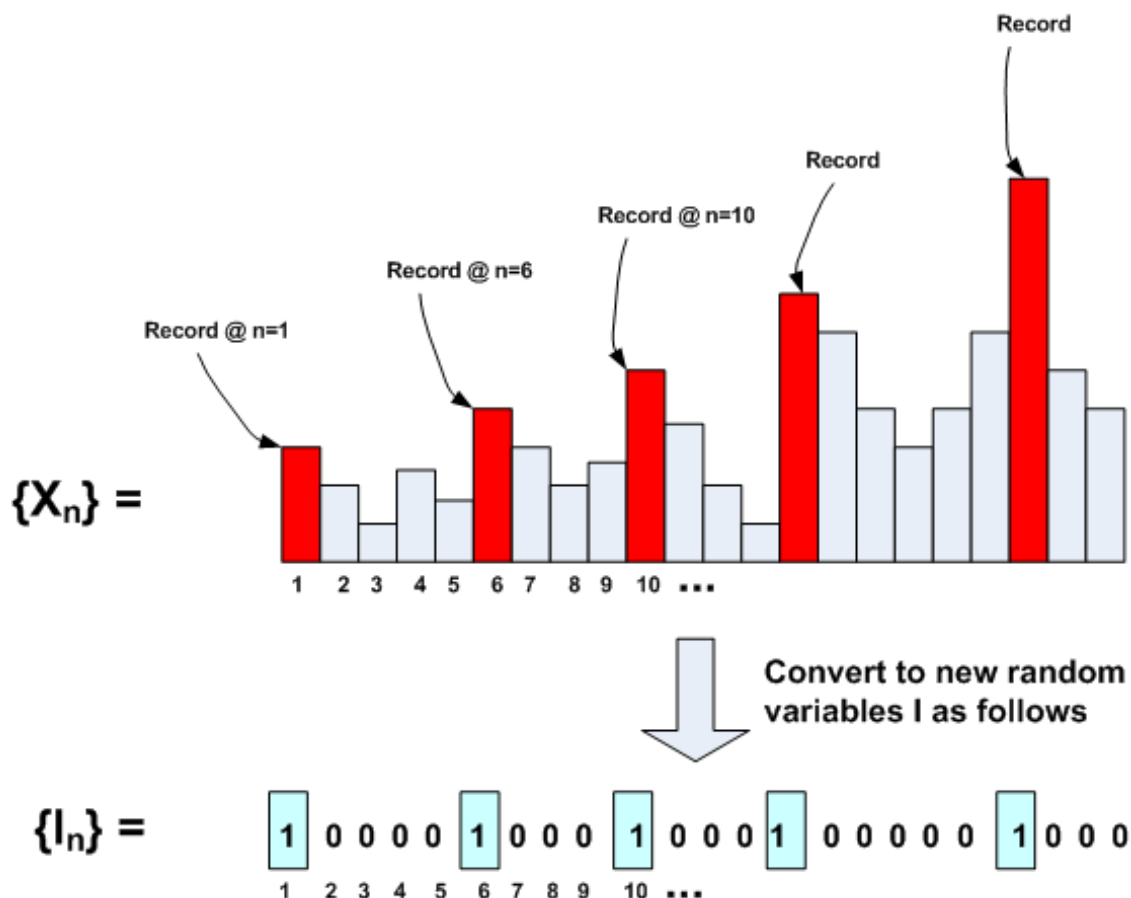 Record
Record
Record @ n=10
Record @ n=6
Record @ n=1
{Xn} =
1 2 3 4 5 6 7 8 9 10 ...
Convert to new random
variables I as follows
{In} =
1 0 0 0 0 1 0 0 0 1 0 0 0 1 0 0 0 0 0 1 0 0 0
1 2 3 4 5 6 7 8 9 10 ...